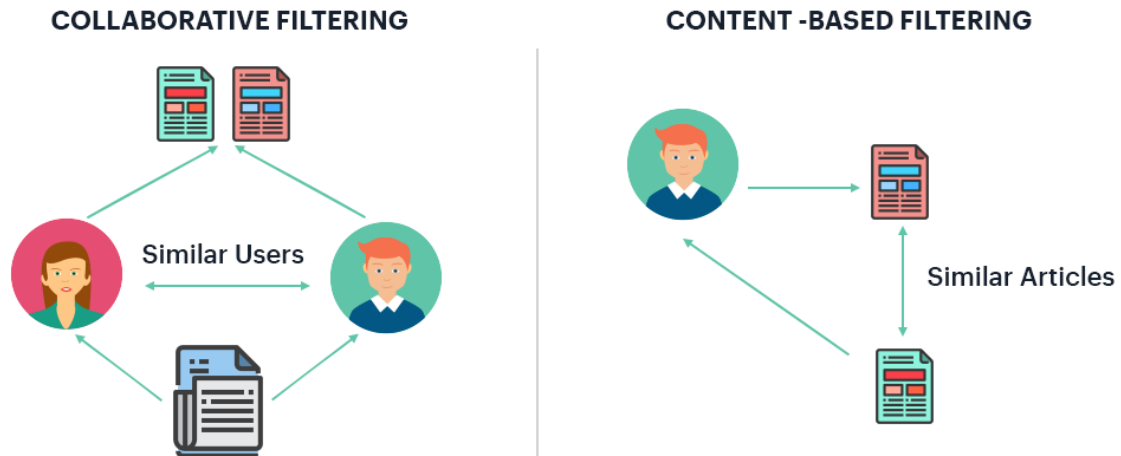 COLLABORATIVE FILTERING
CONTENT -BASED FILTERING
Similar Users
Similar Articles